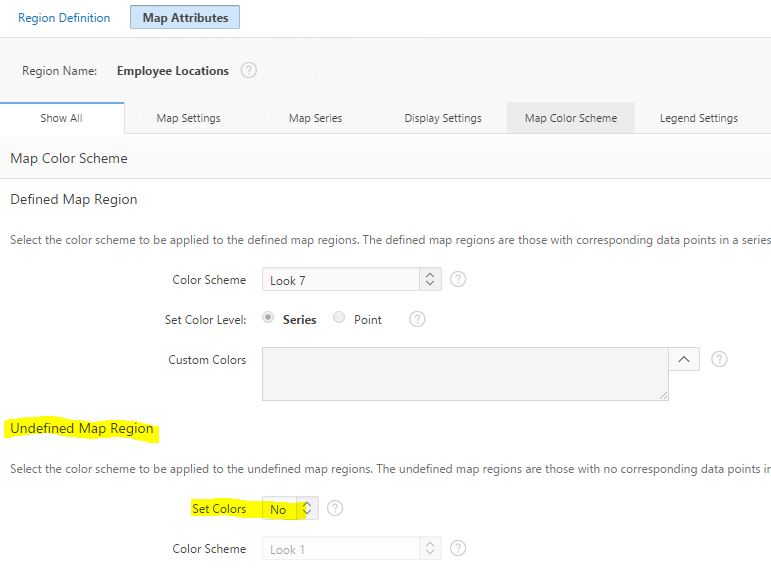 Region Definition Map Attributes
Region Name: Employee Locations ?
Show All Map Settings Map Series Display Settings Map Color Scheme Legend Settings
Map Color Scheme
Defined Map Region
Select the color scheme to be applied to the defined map regions. The defined map regions are those with corresponding data points in a series
Color Scheme Look 7 ?
Set Color Level: Series Point ?
Custom Colors ?
Undefined Map Region
Select the color scheme to be applied to the undefined map regions. The undefined map regions are those with no corresponding data points in
Set Colors No ?
Color Scheme Look 1 ?